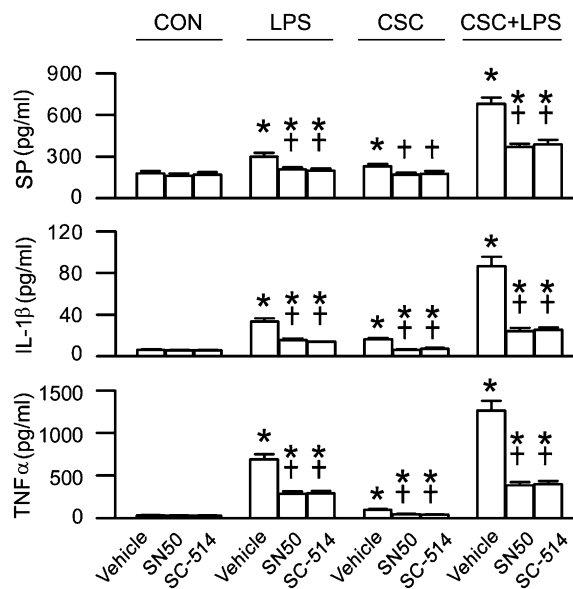 CON LPS CSC CSC+LPS
SP (pg/ml)
900
600
300
0
*
* * *
† †
* † †
* * *
† †
IL-1β (pg/ml)
120
80
40
0
* * *
† †
* * *
† †
* * *
† †
TNFα (pg/ml)
1500
1000
500
0
* * *
† †
* * *
† †
* * *
† †
Vehicle SN50 SC-514 Vehicle SN50 SC-514 Vehicle SN50 SC-514 Vehicle SN50 SC-514